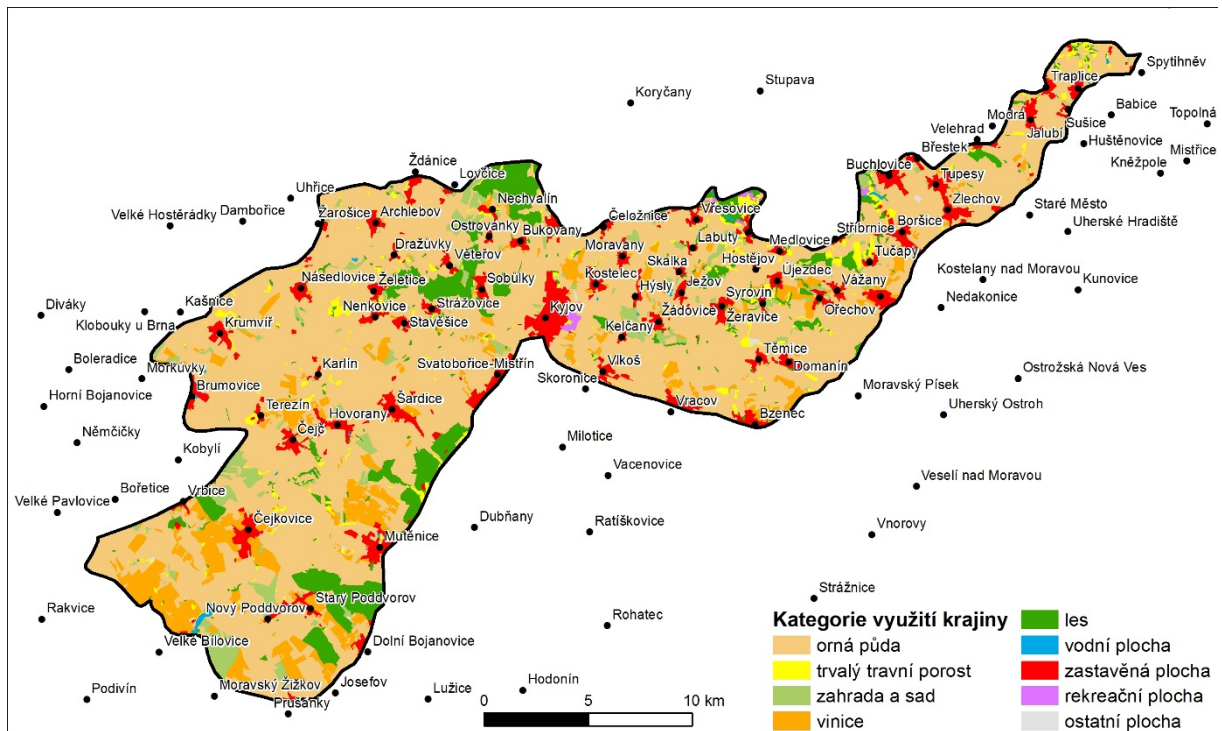 Spytihněv
Stupava
Traplice
Koryčany
Babice
Topolná
Modrá
Velehrad
Sušice
Jalubí
Huštěnovice
Břestek
Mistřice
Kněžpole
Ždánice
Lovčice
Buchlovice
Tupesy
Uhřice
Nechvalín
Zlechov
Staré Město
Velké Hostěrádky
Dambořice
Žarošice
Archlebov
Čeložnice
Vřesovice
Boršice
Uherské Hradiště
Ostrovánky
Bukovany
Stříbrnice
Dražůvky
Moravany
Labuty
Medlovice
Věteřov
Skalka
Hostějov
Tučapy
Kostelany nad Moravou
Kunovice
Násedlovice
Želetice
Sobůlky
Kostelec
Hýsly
Ježov
Újezdec
Vážany
Diváky
Kašnice
Nenkovice
Strážovice
Syrovín
Nedakonice
Klobouky u Brna
Krumvíř
Stavěšice
Kyjov
Žádovice
Žeravice
Ořechov
Kelčany
Boleradice
Morkůvky
Karlín
Svatobořice-Mistřín
Vlkoš
Těmice
Domanín
Skoronice
Moravský Písek
Ostrožská Nová Ves
Horní Bojanovice
Brumovice
Terezín
Hovorany
Šardice
Vracov
Bzenec
Uherský Ostroh
Němčičky
Čejč
Kobylí
Milotice
Vacenovice
Veselí nad Moravou
Velké Pavlovice
Bořetice
Vrbice
Čejkovice
Dubňany
Ratíškovice
Vnorovy
Mutěnice
Strážnice
Rakvice
Nový Poddvorov
Starý Poddvorov
Rohatec
Velké Bílovice
Dolní Bojanovice
Podivín
Moravský Žižkov
Josefov
Prušánky
Lužice
Hodonín
0 5 10 km
Kategorie využití krajiny
orná půda
trvalý travní porost
zahrada a sad
vinice
les
vodní plocha
zastavěná plocha
rekreační plocha
ostatní plocha